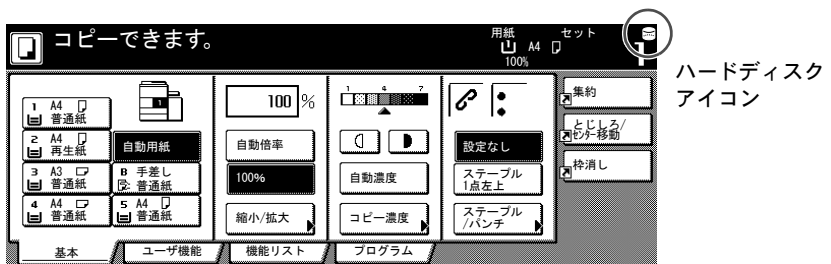 コピーできます。
用紙
A4
100%
セット
1
ハードディスク
アイコン
1 A4
普通紙
2 A4
再生紙
3 A3
普通紙
4 A4
普通紙
1
自動用紙
B 手差し
普通紙
5 A4
普通紙
100 %
自動倍率
100%
縮小/拡大
1 4 7
自動濃度
コピー濃度
設定なし
ステープル
1点左上
ステープル
/パンチ
集約
とじしろ/
センター移動
枠消し
基本
ユーザ機能
機能リスト
プログラム